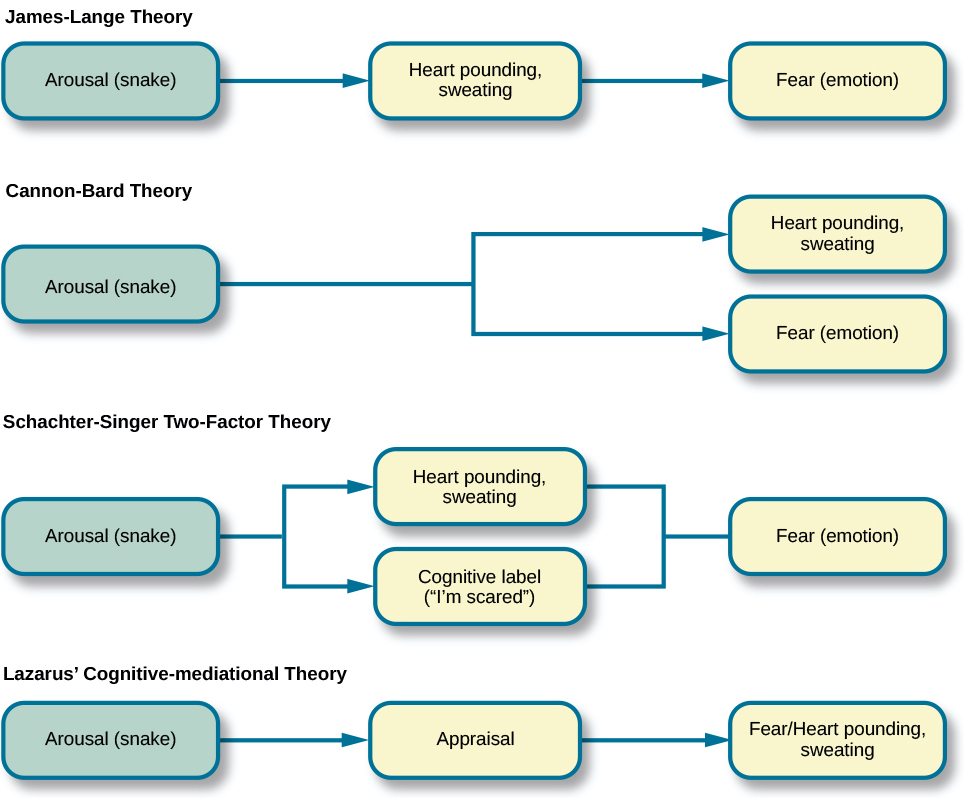 James-Lange Theory
Arousal (snake)
Heart pounding,
sweating
Fear (emotion)
Cannon-Bard Theory
Arousal (snake)
Heart pounding,
sweating
Fear (emotion)
Schachter-Singer Two-Factor Theory
Arousal (snake)
Heart pounding,
sweating
Cognitive label
(“I’m scared”)
Fear (emotion)
Lazarus’ Cognitive-mediational Theory
Arousal (snake)
Appraisal
Fear/Heart pounding,
sweating